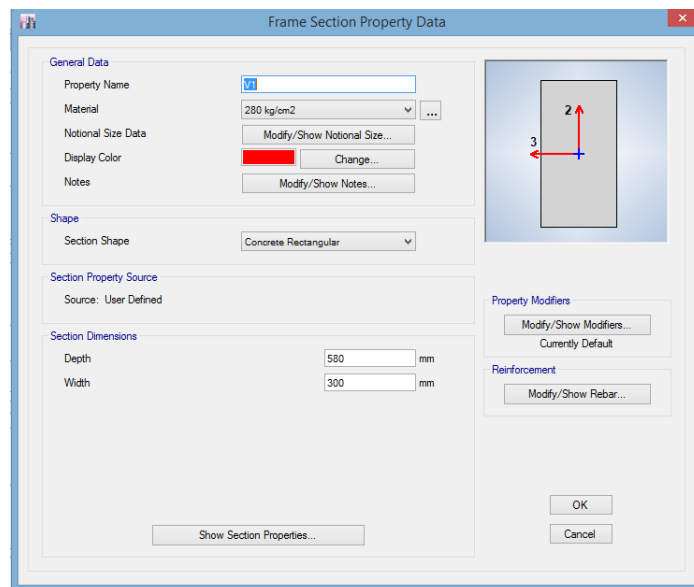 Frame Section Property Data
General Data
Property Name V1
Material 280 kg/cm2 ...
Notional Size Data Modify/Show Notional Size...
Display Color Change...
Notes Modify/Show Notes...
Shape
Section Shape Concrete Rectangular
Section Property Source
Source: User Defined
Section Dimensions
Depth 580 mm
Width 300 mm
Show Section Properties...
2
3
Property Modifiers
Modify/Show Modifiers...
Currently Default
Reinforcement
Modify/Show Rebar...
OK
Cancel